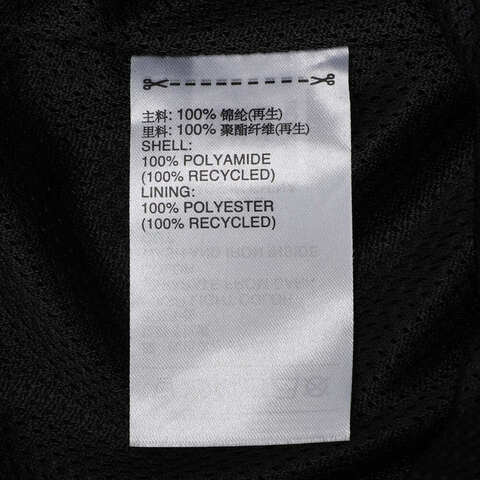 主料: 100% 锦纶(再生)
里料: 100% 聚酯纤维(再生)
SHELL:
100% POLYAMIDE
(100% RECYCLED)
LINING:
100% POLYESTER
(100% RECYCLED)